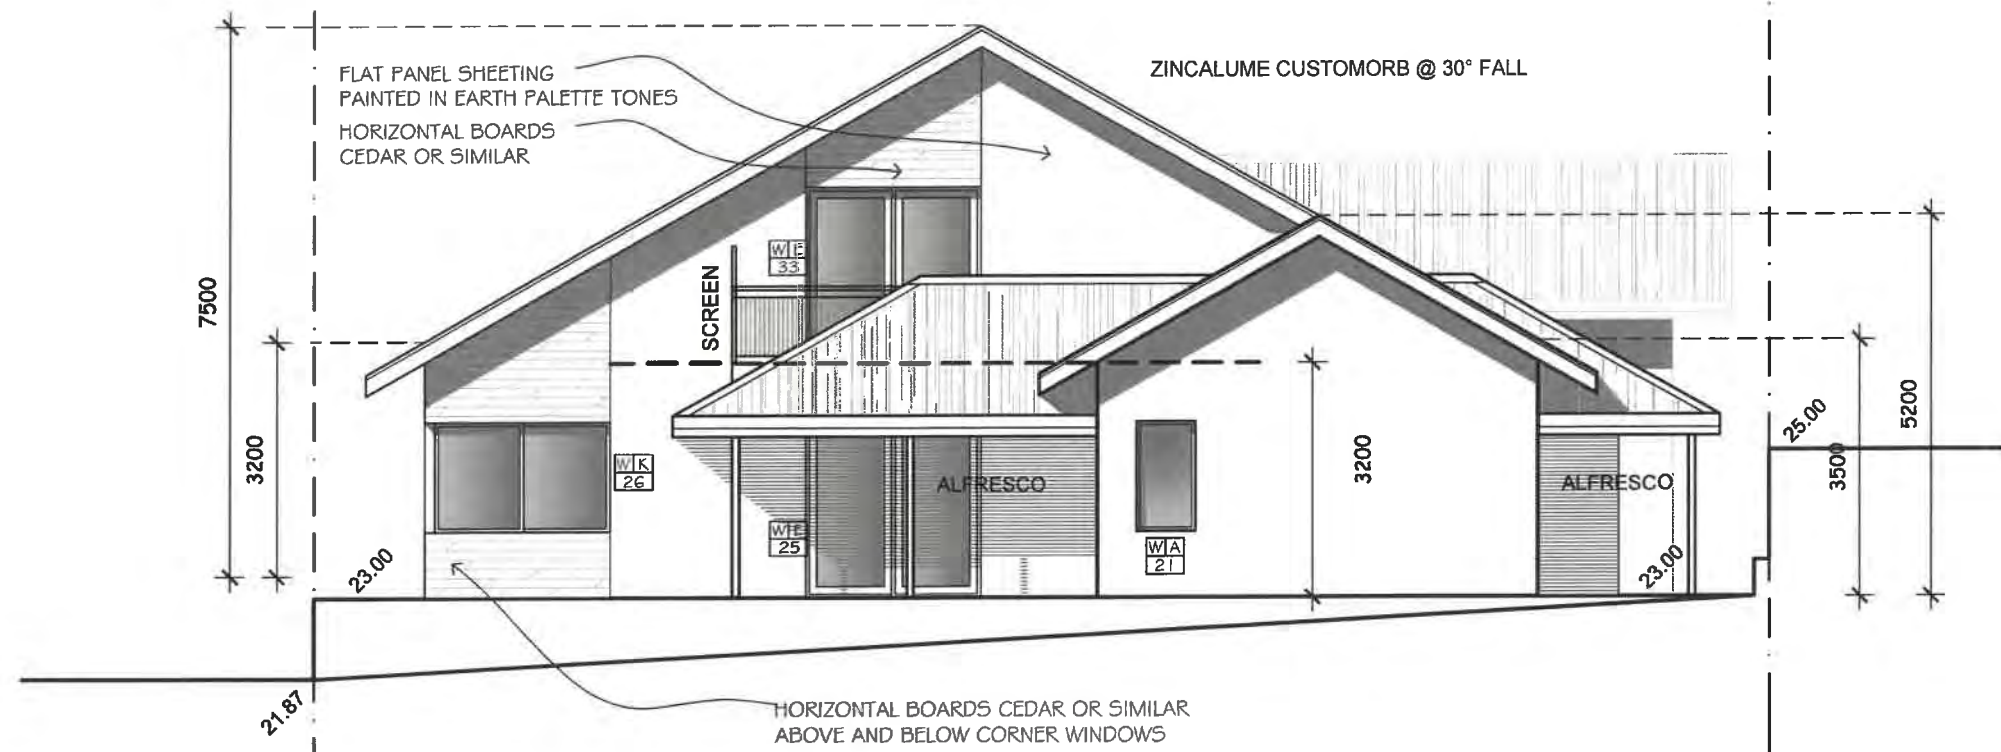 FLAT PANEL SHEETING
PAINTED IN EARTH PALETTE TONES
HORIZONTAL BOARDS
CEDAR OR SIMILAR
ZINCALUME CUSTOMORB @ 30° FALL
7500
3200
SCREEN
W E
33
W K
26
W E
25
ALFRESCO
W A
21
3200
ALFRESCO
25.00
3500
5200
23.00
23.00
21.87
HORIZONTAL BOARDS CEDAR OR SIMILAR
ABOVE AND BELOW CORNER WINDOWS